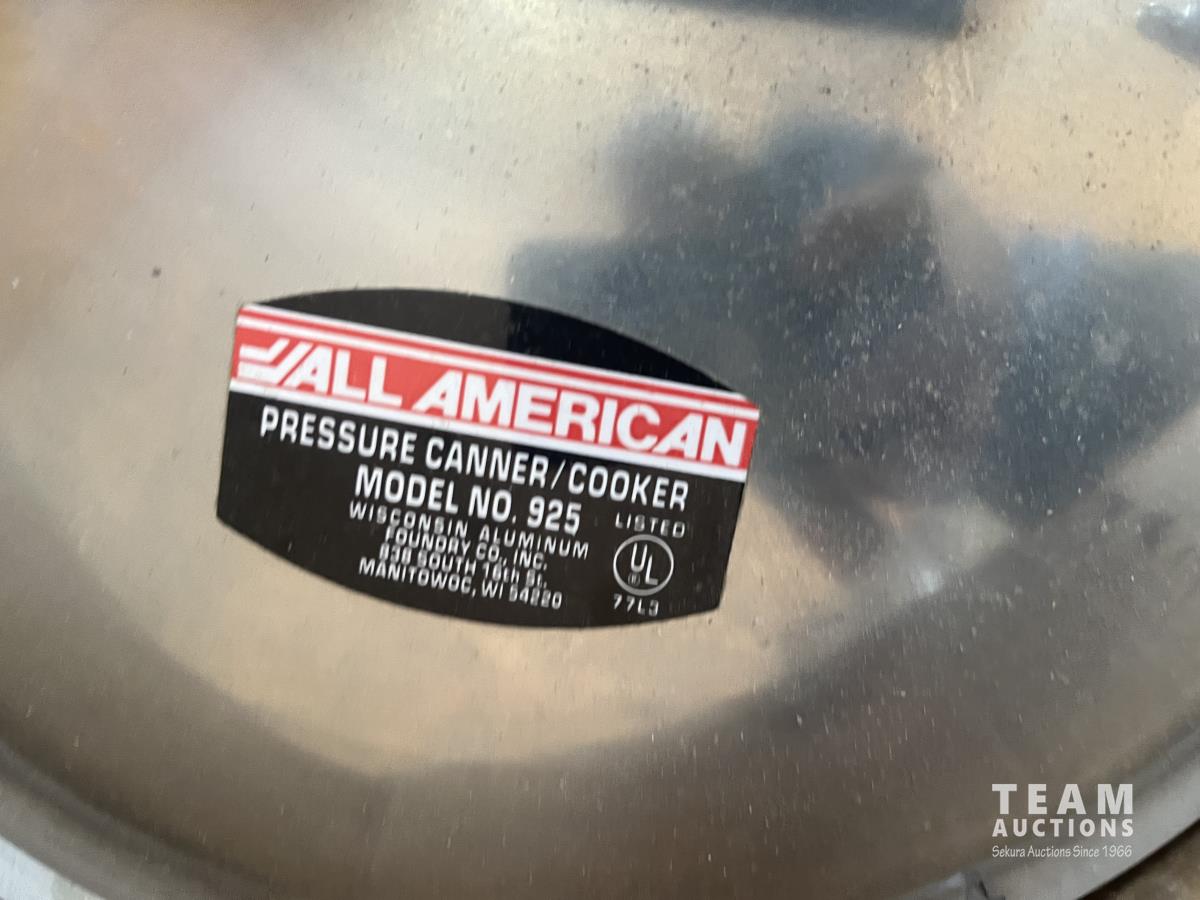 ALL AMERICAN
PRESSURE CANNER/COOKER
MODEL NO. 925
WISCONSIN ALUMINUM
FOUNDRY CO., INC.
838 SOUTH 16th St.
MANITOWOC, WI 54220
LISTED
UL
®
77L3
TEAM
AUCTIONS
Sekura Auctions Since 1966